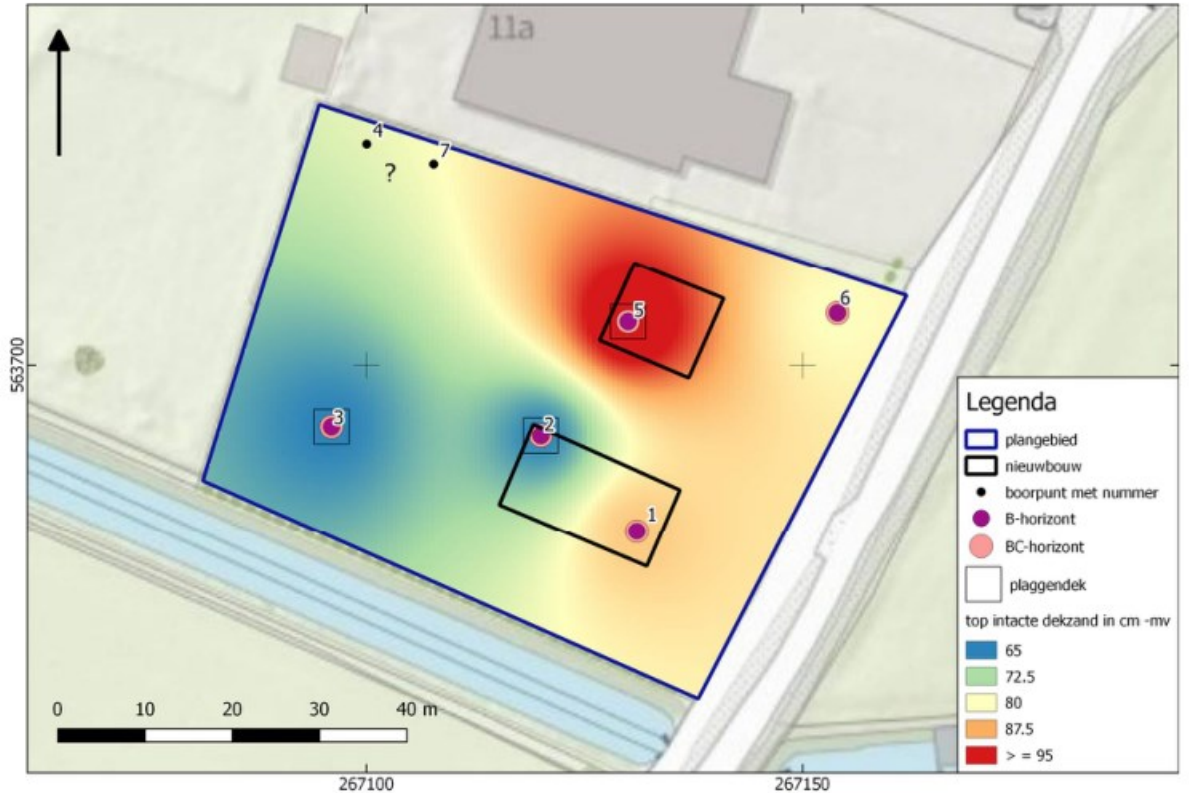 11a
4
7
?
6
5
3
2
1
563700
Legenda
plangebied
nieuwbouw
boorpunt met nummer
B-horizont
BC-horizont
plaggendek
top intacte dekzand in cm -mv
65
72.5
80
87.5
> = 95
0 10 20 30 40 m
267100 267150